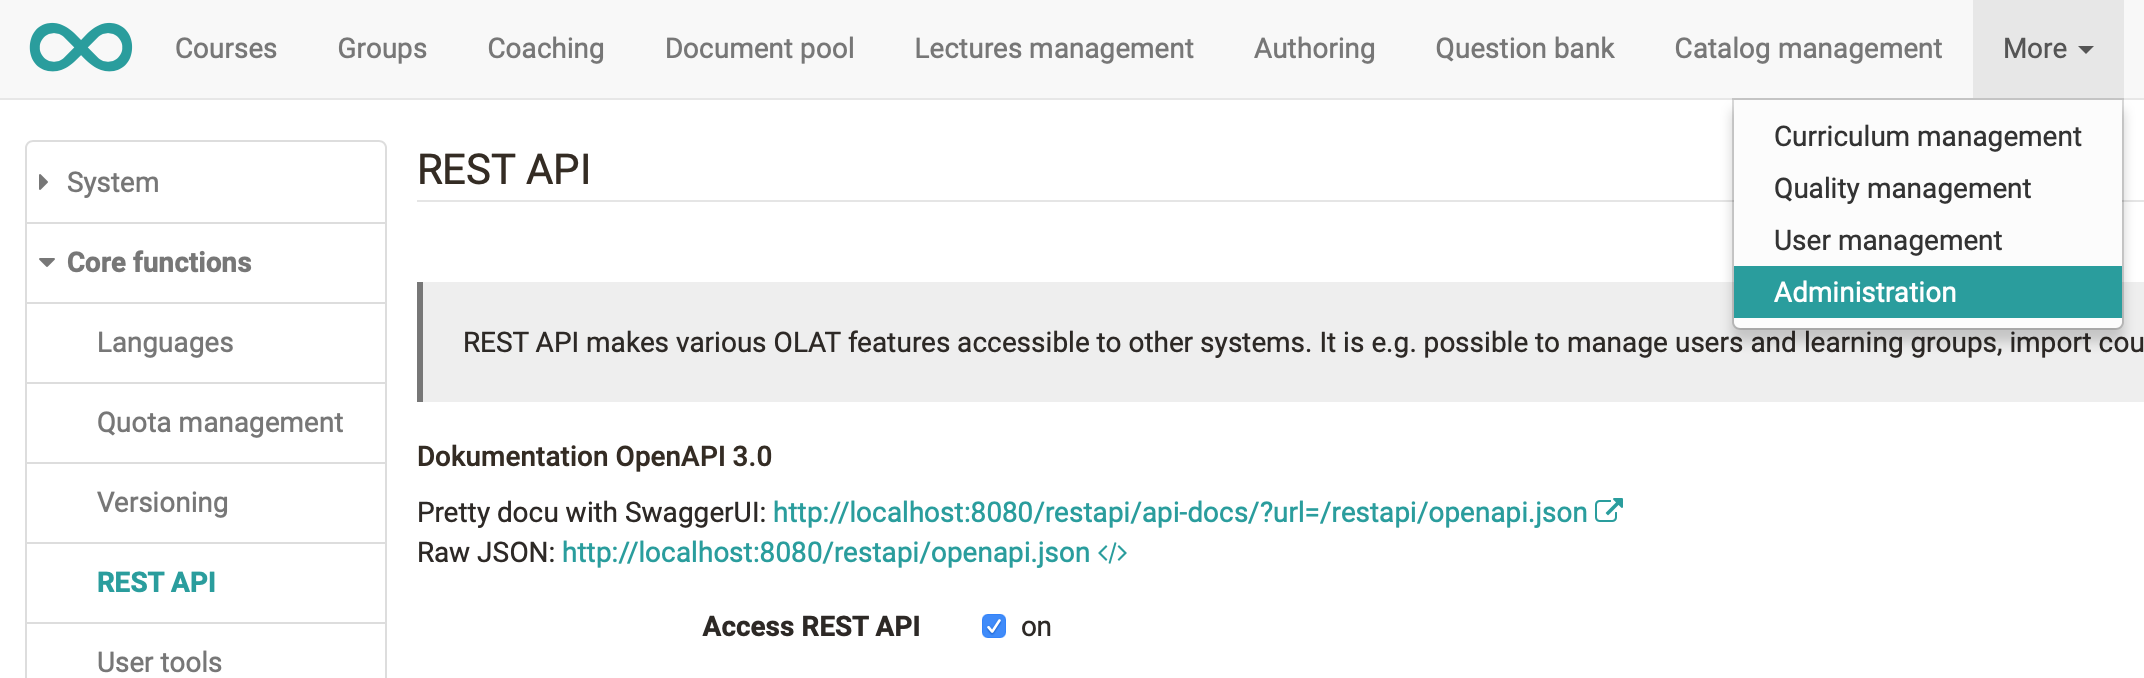 Courses Groups Coaching Document pool Lectures management Authoring Question bank Catalog management More
Curriculum management
Quality management
User management
Administration
System
Core functions
Languages
Quota management
Versioning
REST API
User tools
REST API
REST API makes various OLAT features accessible to other systems. It is e.g. possible to manage users and learning groups, import cou
Dokumentation OpenAPI 3.0
Pretty docu with SwaggerUI: http://localhost:8080/restapi/api-docs/?url=/restapi/openapi.json
Raw JSON: http://localhost:8080/restapi/openapi.json </>
Access REST API on